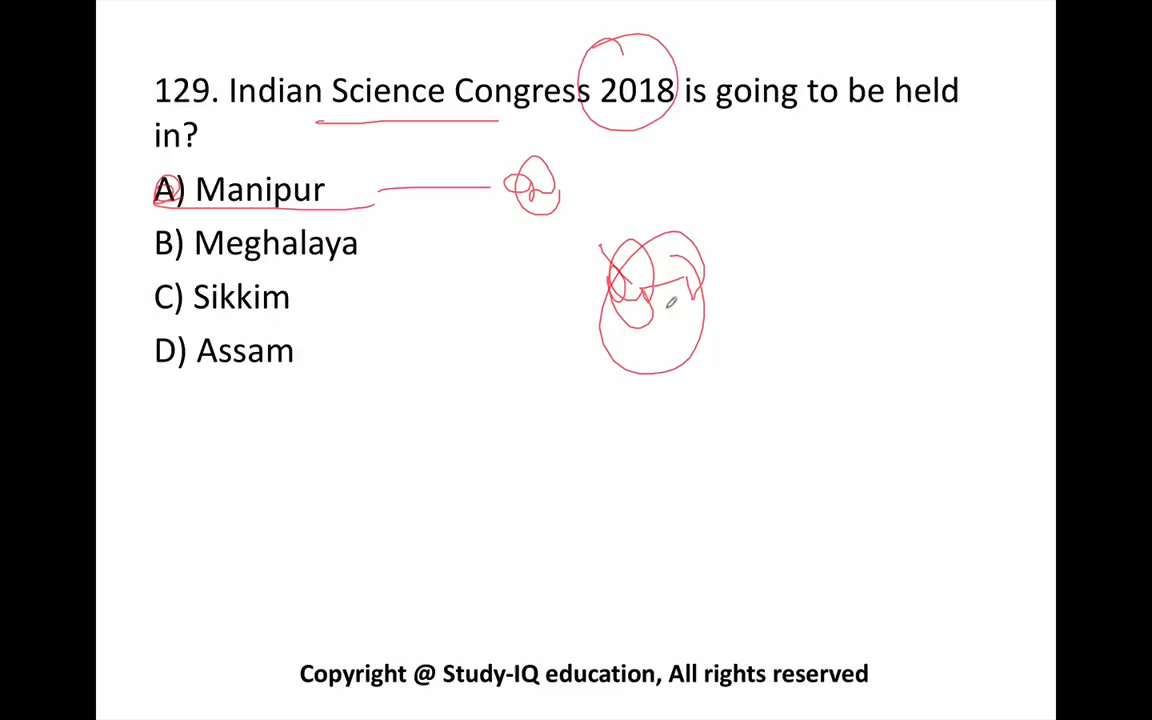 129. Indian Science Congress 2018 is going to be held
in?
A) Manipur
B) Meghalaya
C) Sikkim
D) Assam
Copyright @ Study-IQ education, All rights reserved